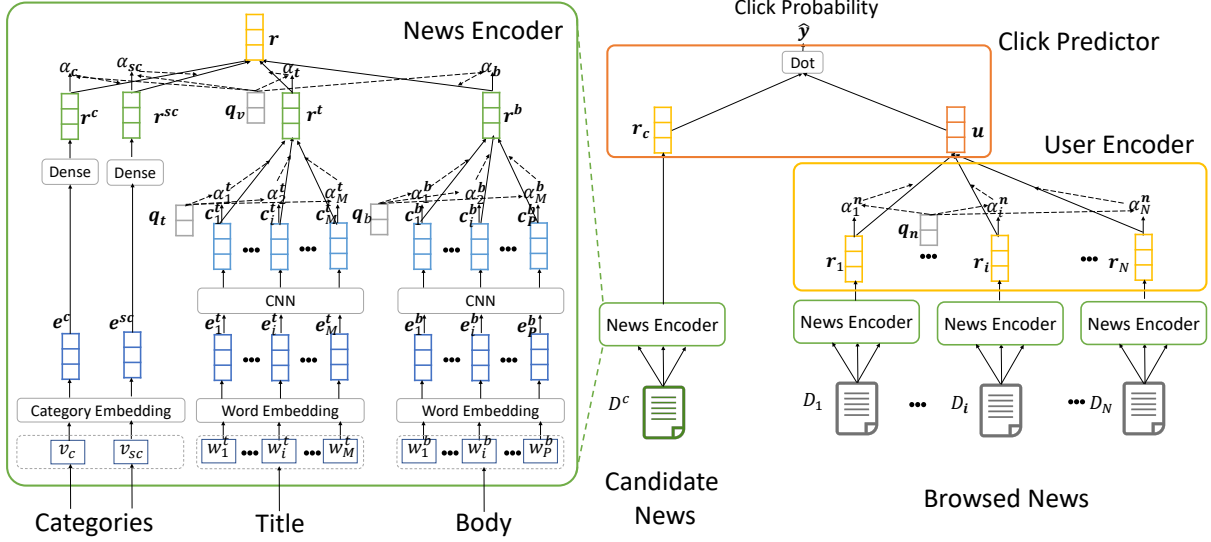 News Encoder
r
α_c α_sc α_t α_b
r^c r^sc q_v r^t r^b
Dense Dense
α_1^t α_2^t α_M^t
α_1^b α_2^b α_M^b
q_t c_1^t c_i^t c_M^t
q_b c_1^b c_i^b c_P^b
••• •••
••• •••
CNN CNN
e^c e^sc e_1^t e_i^t e_M^t e_1^b e_i^b e_P^b
••• •••
••• •••
Category Embedding Word Embedding Word Embedding
v_c v_sc w_1^t ••• w_i^t ••• w_M^t w_1^b ••• w_i^b ••• w_P^b
Categories Title Body
Click Probability
ŷ
Click Predictor
Dot
r_c u
User Encoder
α_1^n α_i^n α_N^n
q_n
r_1 ••• r_i ••• r_N
News Encoder News Encoder News Encoder News Encoder
D^c D_1 ••• D_i ••• D_N
Candidate
News
Browsed News